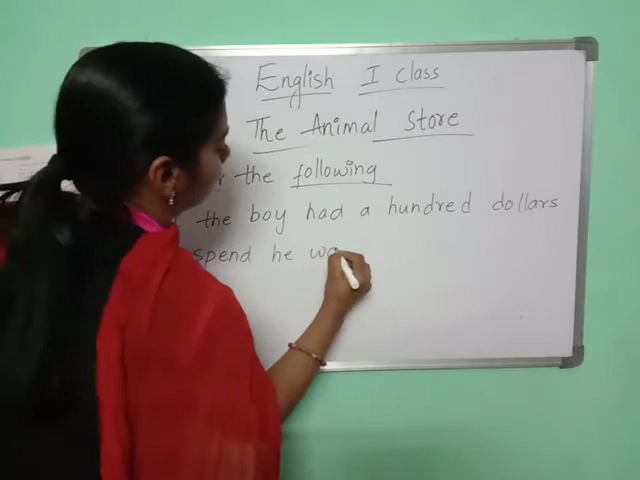 English I Class
The Animal Store
the following
the boy had a hundred dollars
spend he wa